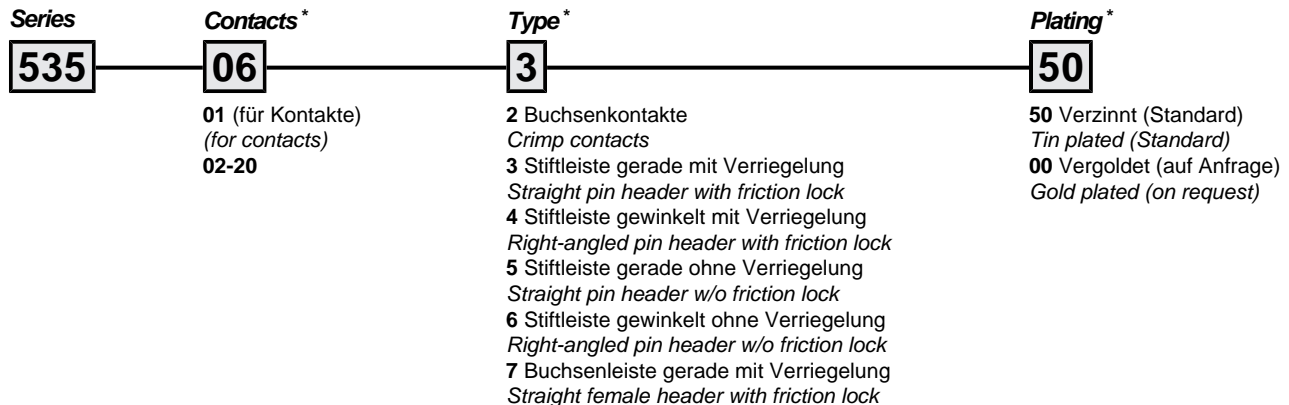 Series Contacts * Type * Plating *
535 06 3 50
01 (für Kontakte)
(for contacts)
02-20
2 Buchsenkontakte
Crimp contacts
3 Stiftleiste gerade mit Verriegelung
Straight pin header with friction lock
4 Stiftleiste gewinkelt mit Verriegelung
Right-angled pin header with friction lock
5 Stiftleiste gerade ohne Verriegelung
Straight pin header w/o friction lock
6 Stiftleiste gewinkelt ohne Verriegelung
Right-angled pin header w/o friction lock
7 Buchsenleiste gerade mit Verriegelung
Straight female header with friction lock
50 Verzinnt (Standard)
Tin plated (Standard)
00 Vergoldet (auf Anfrage)
Gold plated (on request)